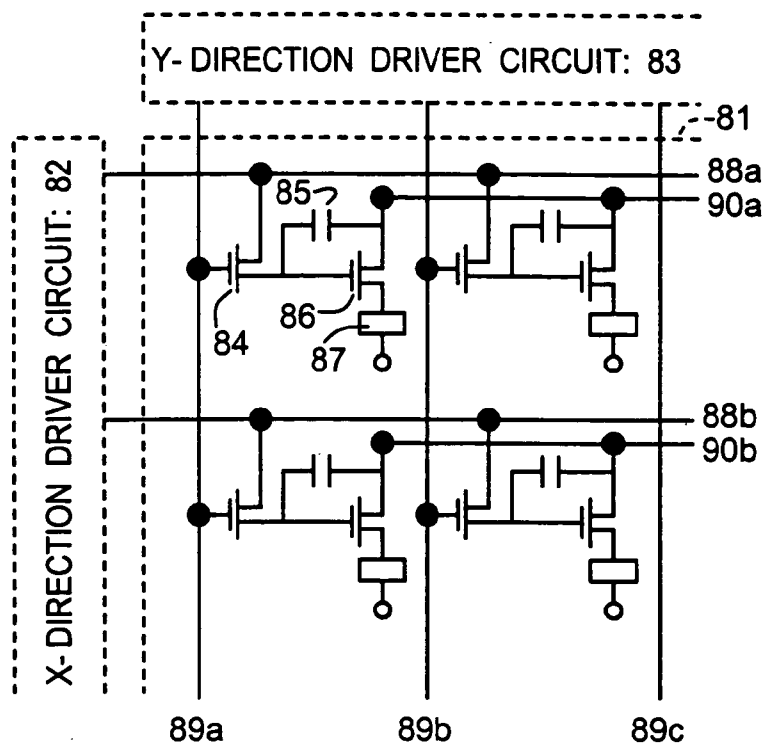 Y-DIRECTION DRIVER CIRCUIT: 83
81
X-DIRECTION DRIVER CIRCUIT: 82
88a
85
90a
84
86
87
88b
90b
89a
89b
89c